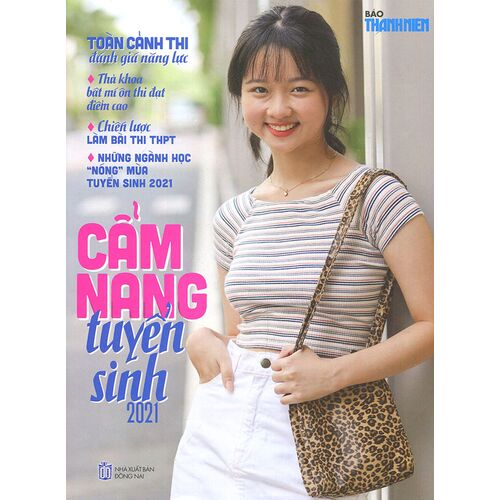 BÁO
THANH NIÊN
TOÀN CẢNH THI
đánh giá năng lực
Thủ khoa
bật mí ôn thi đạt
điểm cao
Chiến lược
LÀM BÀI THI THPT
NHỮNG NGÀNH HỌC
"NÓNG" MÙA
TUYỂN SINH 2021
CẨM
NANG
tuyển
sinh
2021
NHÀ XUẤT BẢN
ĐỒNG NAI